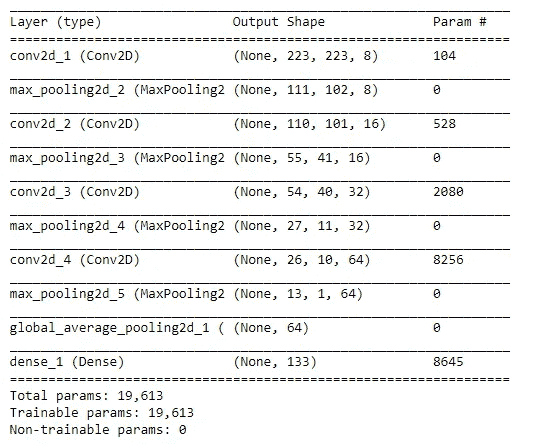 Layer (type) Output Shape Param #
=================================================================
conv2d_1 (Conv2D) (None, 223, 223, 8) 104
max_pooling2d_2 (MaxPooling2 (None, 111, 102, 8) 0
conv2d_2 (Conv2D) (None, 110, 101, 16) 528
max_pooling2d_3 (MaxPooling2 (None, 55, 41, 16) 0
conv2d_3 (Conv2D) (None, 54, 40, 32) 2080
max_pooling2d_4 (MaxPooling2 (None, 27, 11, 32) 0
conv2d_4 (Conv2D) (None, 26, 10, 64) 8256
max_pooling2d_5 (MaxPooling2 (None, 13, 1, 64) 0
global_average_pooling2d_1 ( (None, 64) 0
dense_1 (Dense) (None, 133) 8645
=================================================================
Total params: 19,613
Trainable params: 19,613
Non-trainable params: 0